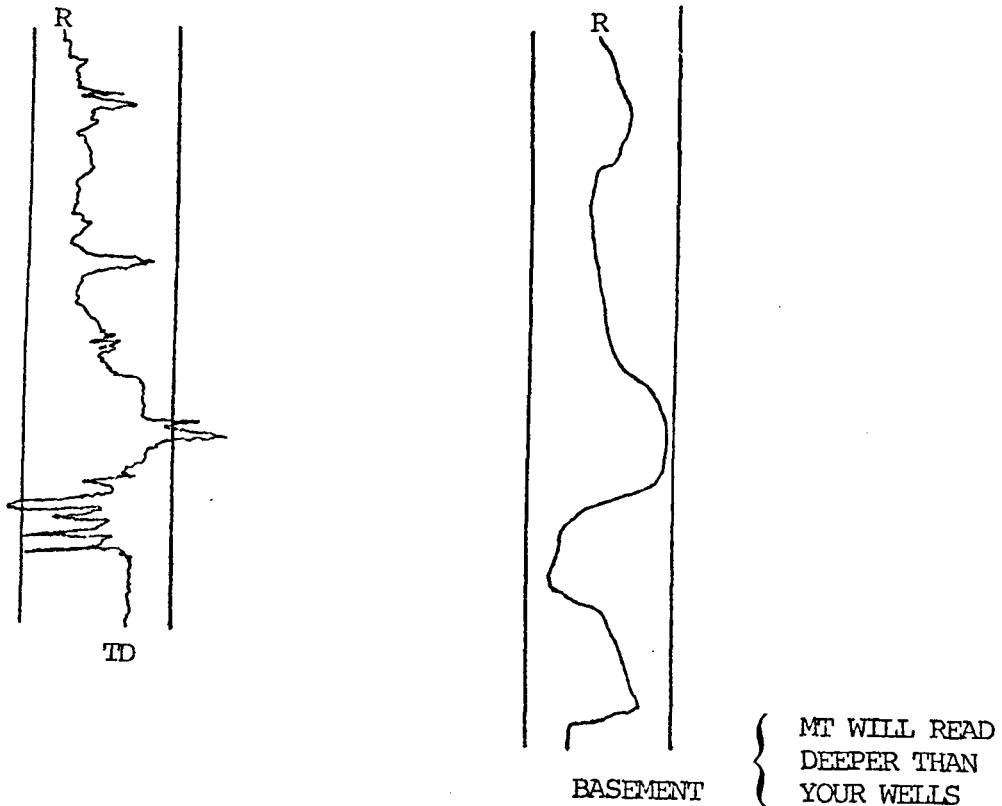 R
R
TD
BASEMENT
MT WILL READ
DEEPER THAN
YOUR WELLS